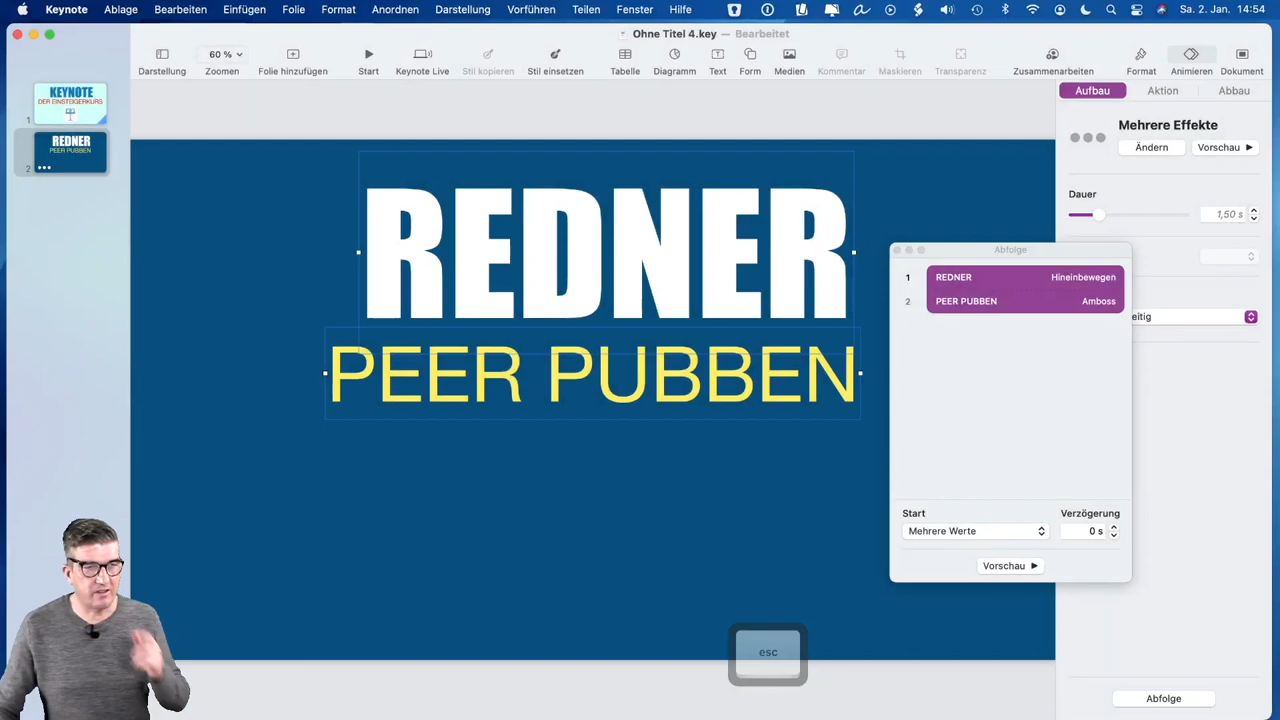 Keynote Ablage Bearbeiten Einfügen Folie Format Anordnen Darstellung Vorführen Teilen Fenster Hilfe Sa. 2. Jan. 14:54
Ohne Titel 4.key — Bearbeitet
60 %
Darstellung Zoomen Folie hinzufügen Start Keynote Live Stil kopieren Stil einsetzen Tabelle Diagramm Text Form Medien Kommentar Maskieren Transparenz Zusammenarbeiten Format Animieren Dokument
Aufbau Aktion Abbau
Mehrere Effekte
Ändern Vorschau
Dauer
1,50 s
1
KEYNOTE
DER EINSTEIGERKURS
2
REDNER
PEER PUBBEN
REDNER
PEER PUBBEN
Abfolge
1 REDNER Hineinbewegen
2 PEER PUBBEN Amboss
eitig
Start Verzögerung
Mehrere Werte 0 s
Vorschau
esc
Abfolge